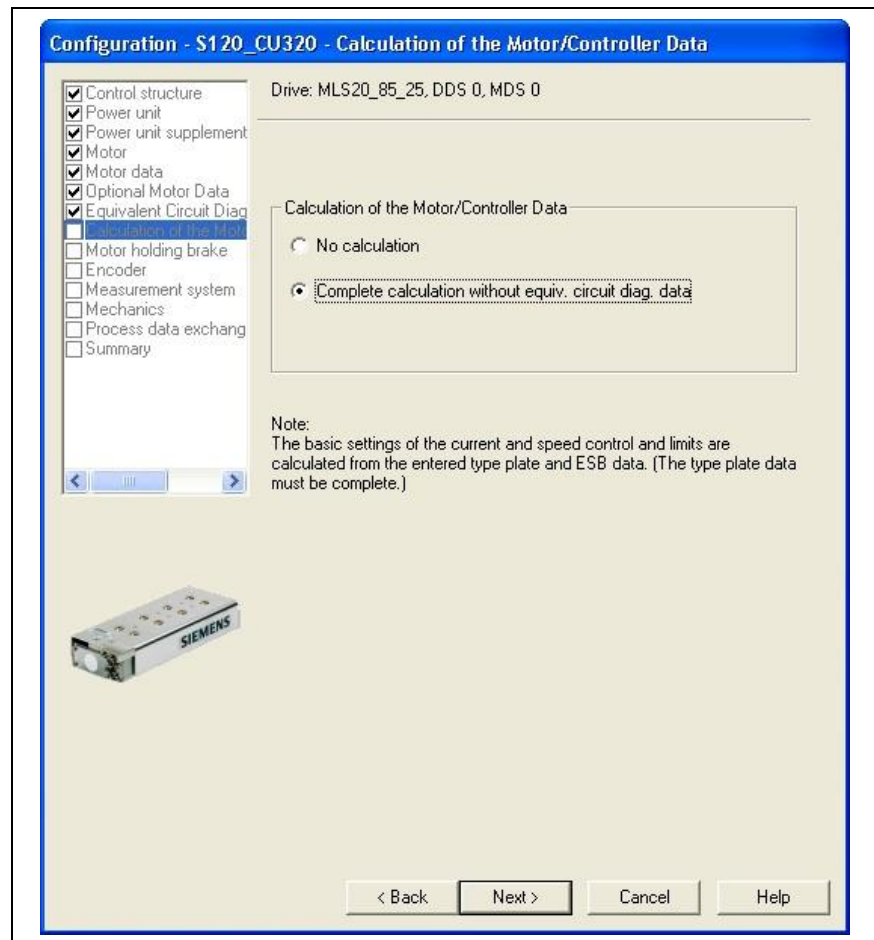 Configuration - S120_CU320 - Calculation of the Motor/Controller Data
Control structure
Power unit
Power unit supplement
Motor
Motor data
Optional Motor Data
Equivalent Circuit Diag
Calculation of the Moto
Motor holding brake
Encoder
Measurement system
Mechanics
Process data exchang
Summary
Drive: MLS20_85_25, DDS 0, MDS 0
Calculation of the Motor/Controller Data
No calculation
Complete calculation without equiv. circuit diag. data
Note:
The basic settings of the current and speed control and limits are
calculated from the entered type plate and ESB data. (The type plate data
must be complete.)
SIEMENS
< Back
Next >
Cancel
Help